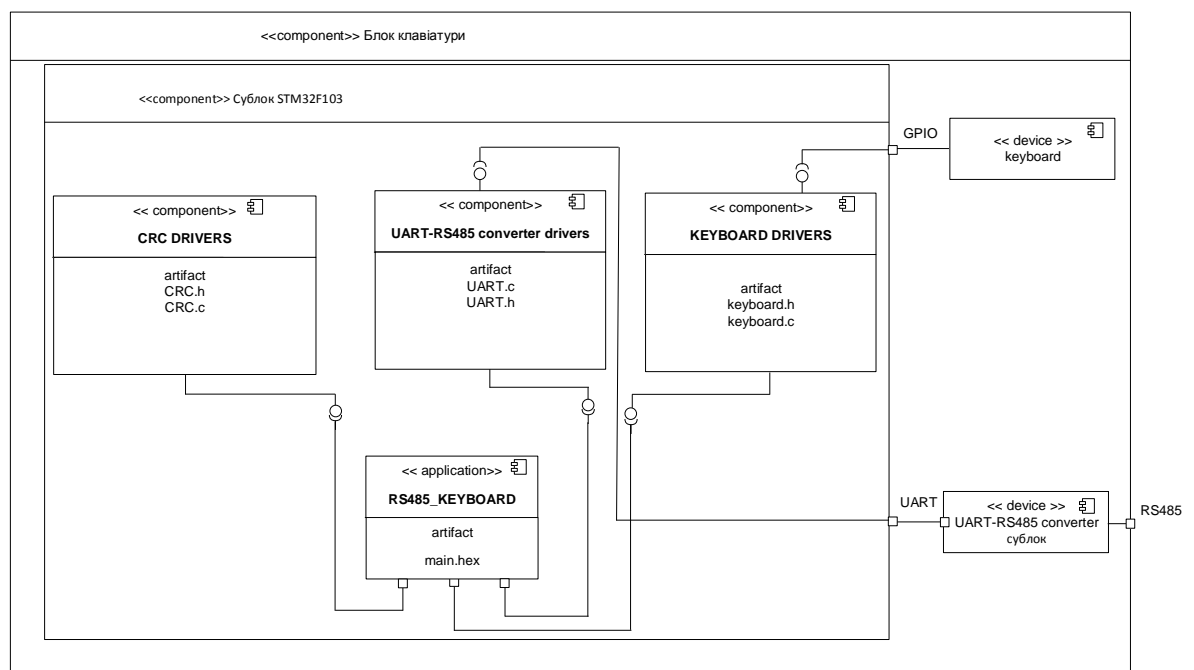 <<component>> Блок клавіатури
<<component>> Сублок STM32F103
GPIO
<< device >>
keyboard
<< component>>
CRC DRIVERS
artifact
CRC.h
CRC.c
<< component>>
UART-RS485 converter drivers
artifact
UART.c
UART.h
<< component>>
KEYBOARD DRIVERS
artifact
keyboard.h
keyboard.c
<< application>>
RS485_KEYBOARD
artifact
main.hex
UART
<< device >>
UART-RS485 converter
сублок
RS485